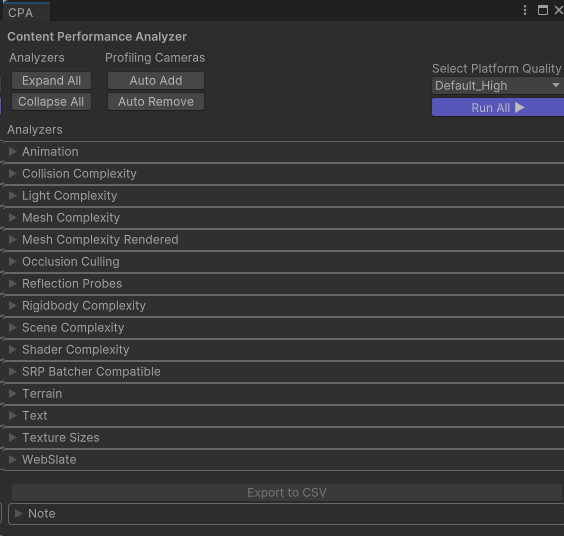 CPA
Content Performance Analyzer
Analyzers
Profiling Cameras
Expand All
Auto Add
Collapse All
Auto Remove
Select Platform Quality
Default_High
Run All
Analyzers
Animation
Collision Complexity
Light Complexity
Mesh Complexity
Mesh Complexity Rendered
Occlusion Culling
Reflection Probes
Rigidbody Complexity
Scene Complexity
Shader Complexity
SRP Batcher Compatible
Terrain
Text
Texture Sizes
WebSlate
Export to CSV
Note